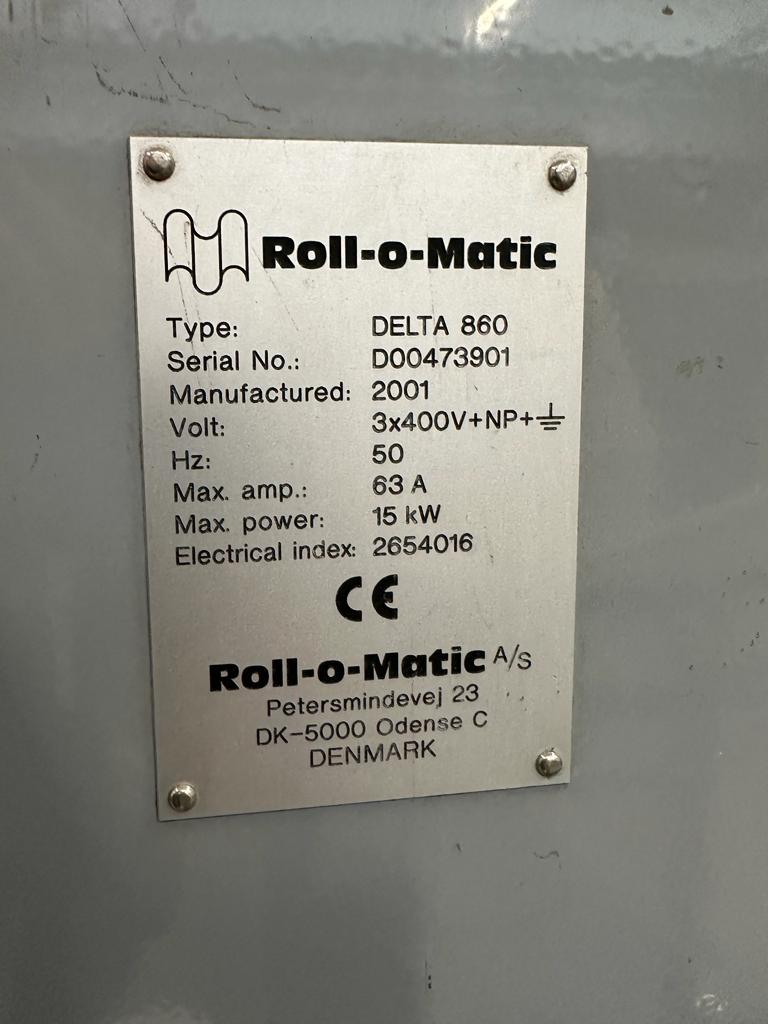 Roll-o-Matic
Type: DELTA 860
Serial No.: D00473901
Manufactured: 2001
Volt: 3x400V+NP+⏚
Hz: 50
Max. amp.: 63 A
Max. power: 15 kW
Electrical index: 2654016
CE
Roll-o-Matic A/S
Petersmindevej 23
DK-5000 Odense C
DENMARK